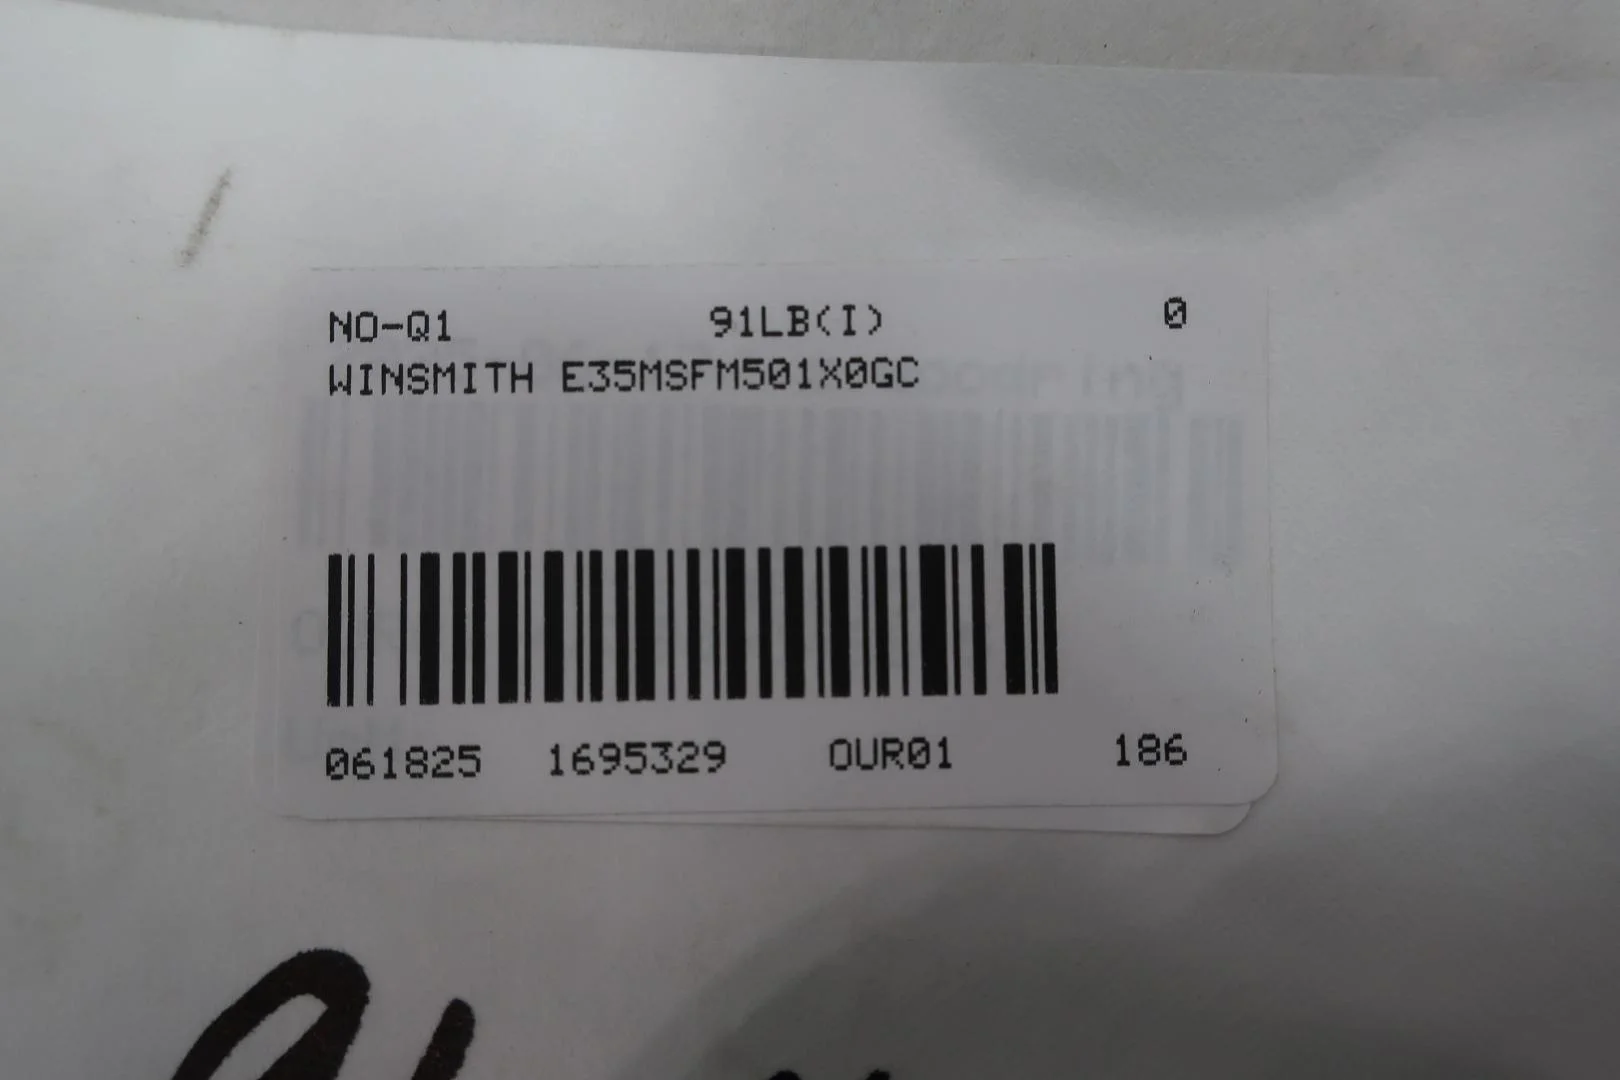 NO-Q1 91LB(I) 0
WINSMITH E35MSFM501X0GC
061825 1695329 OUR01 186